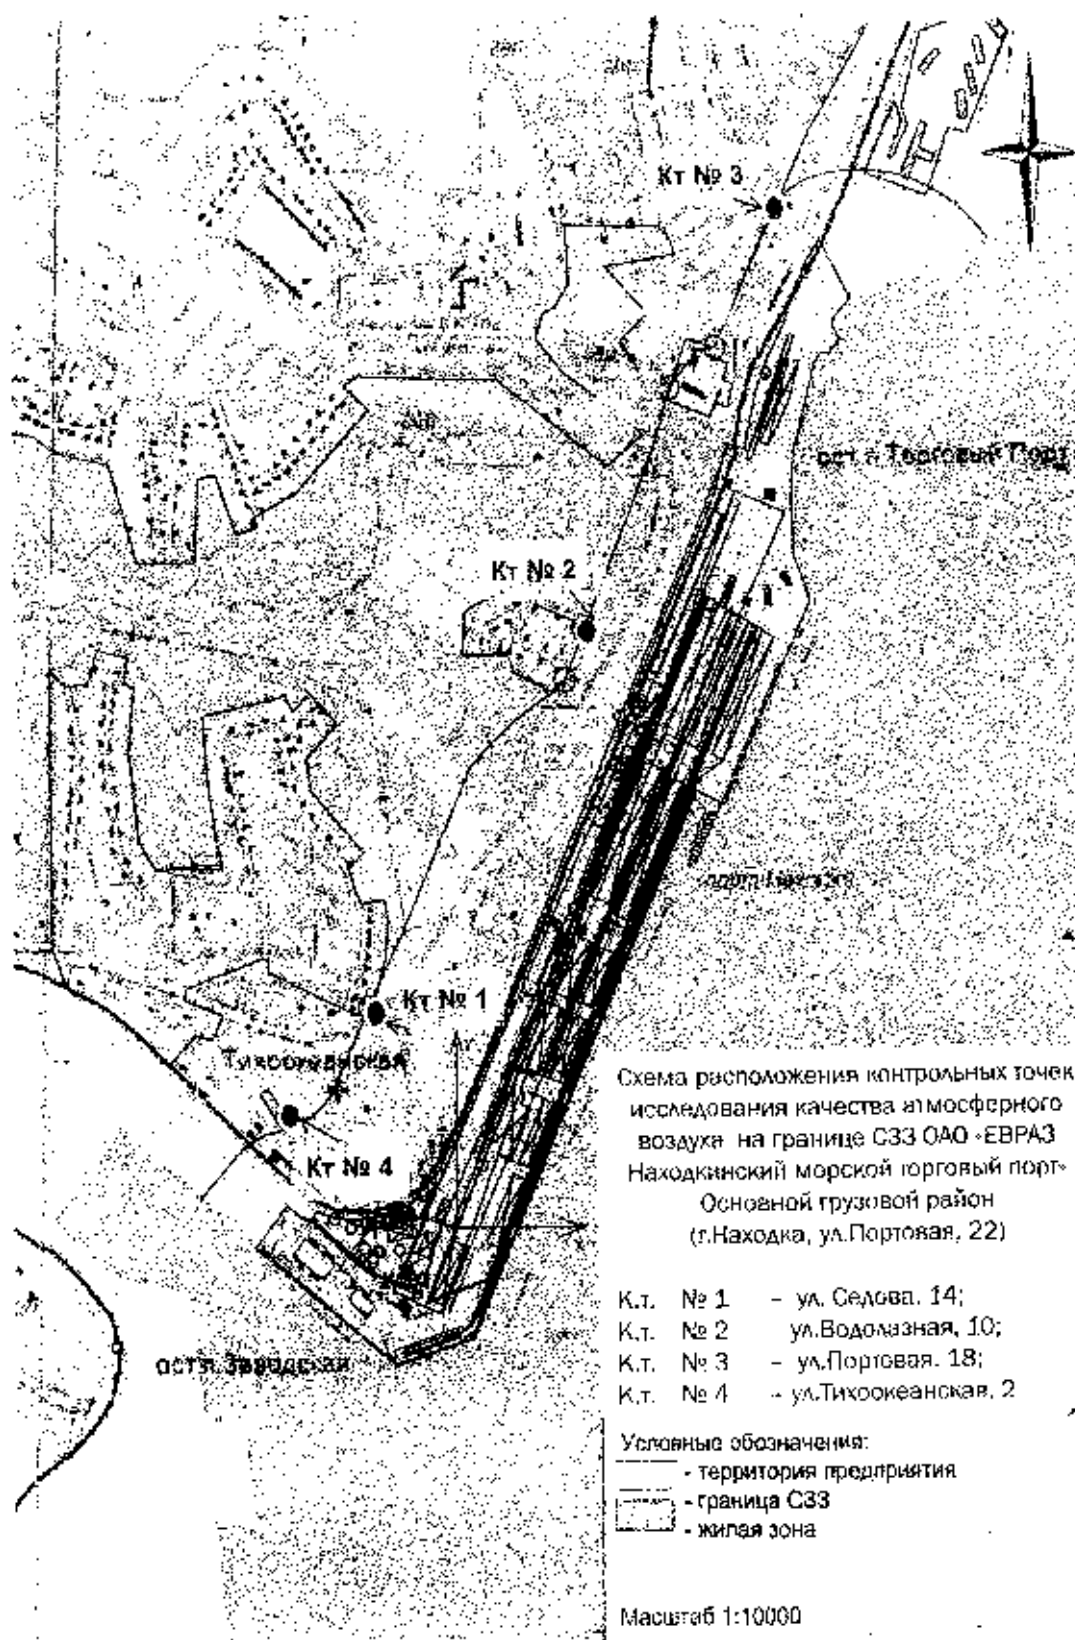 Кт № 3
ост.п. Торговый Порт
Кт № 2
Кт № 1
Тихоокеанская
Кт № 4
ост.п. Заводская
Схема расположения контрольных точек
исследования качества атмосферного
воздуха на границе СЗЗ ОАО «ЕВРАЗ
Находкинский морской торговый порт»
Основной грузовой район
(г.Находка, ул.Портовая, 22)
К.т. № 1 - ул. Седова, 14;
К.т. № 2 ул.Водолазная, 10;
К.т. № 3 - ул.Портовая, 18;
К.т. № 4 - ул.Тихоокеанская, 2
Условные обозначения:
- территория предприятия
- граница СЗЗ
- жилая зона
Масштаб 1:10000